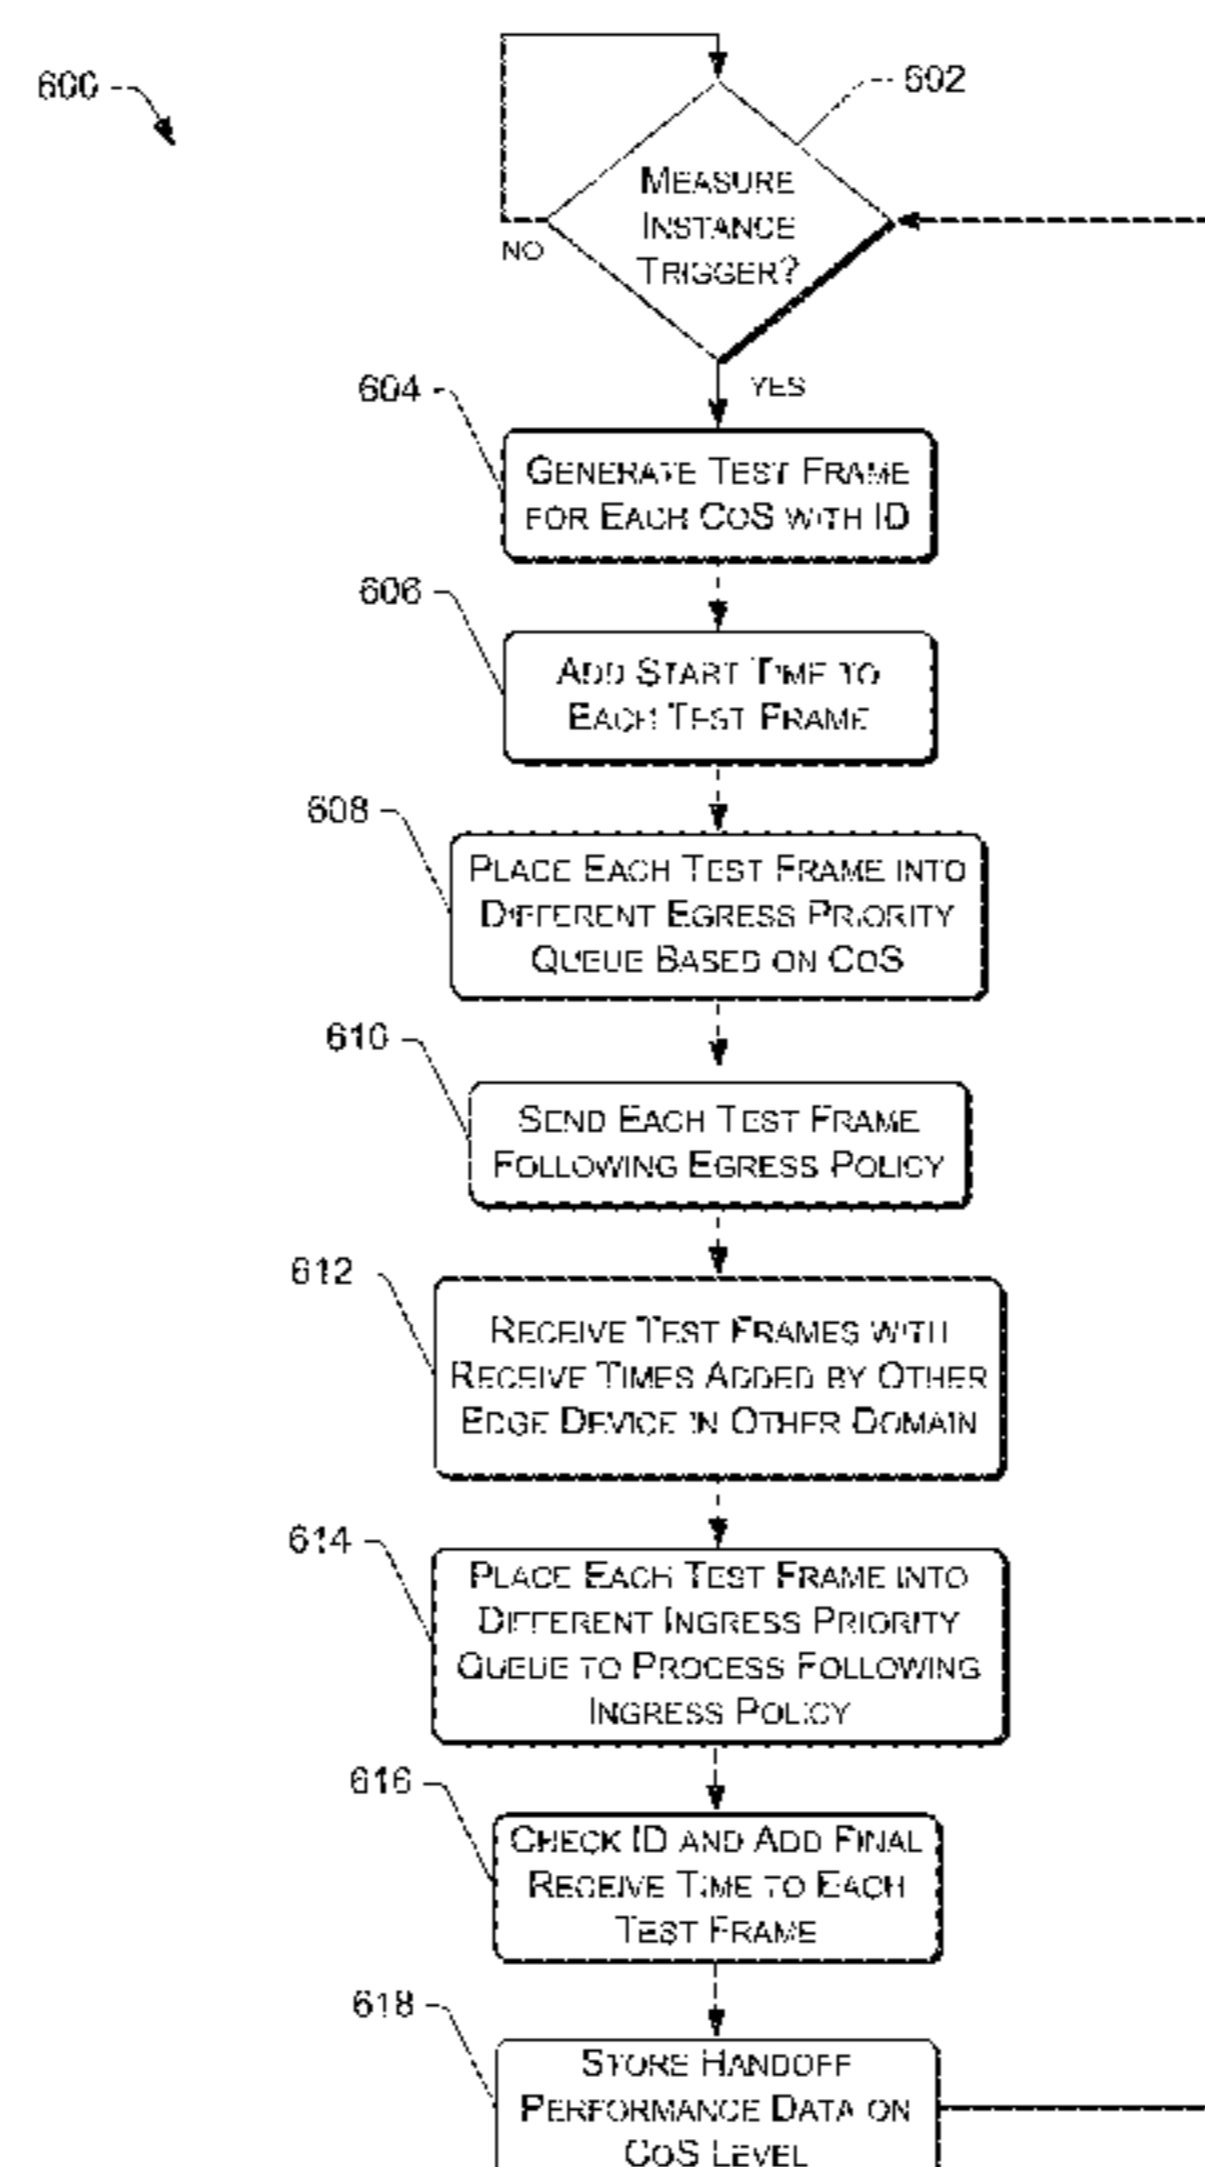 600
602
MEASURE
INSTANCE
TRIGGER?
NO
YES
604
GENERATE TEST FRAME
FOR EACH COS WITH ID
606
ADD START TIME TO
EACH TEST FRAME
608
PLACE EACH TEST FRAME INTO
DIFFERENT EGRESS PRIORITY
QUEUE BASED ON COS
610
SEND EACH TEST FRAME
FOLLOWING EGRESS POLICY
612
RECEIVE TEST FRAMES WITH
RECEIVE TIMES ADDED BY OTHER
EDGE DEVICE IN OTHER DOMAIN
614
PLACE EACH TEST FRAME INTO
DIFFERENT INGRESS PRIORITY
QUEUE TO PROCESS FOLLOWING
INGRESS POLICY
616
CHECK ID AND ADD FINAL
RECEIVE TIME TO EACH
TEST FRAME
618
STORE HANDOFF
PERFORMANCE DATA ON
COS LEVEL